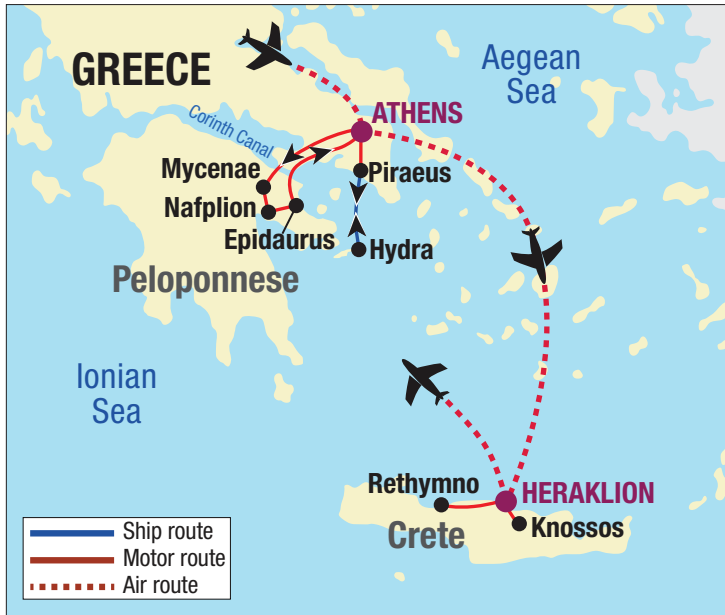 GREECE
Aegean
Sea
Corinth Canal
ATHENS
Mycenae
Piraeus
Nafplion
Epidaurus
Hydra
Peloponnese
Ionian
Sea
Rethymno
HERAKLION
Knossos
Crete
Ship route
Motor route
Air route